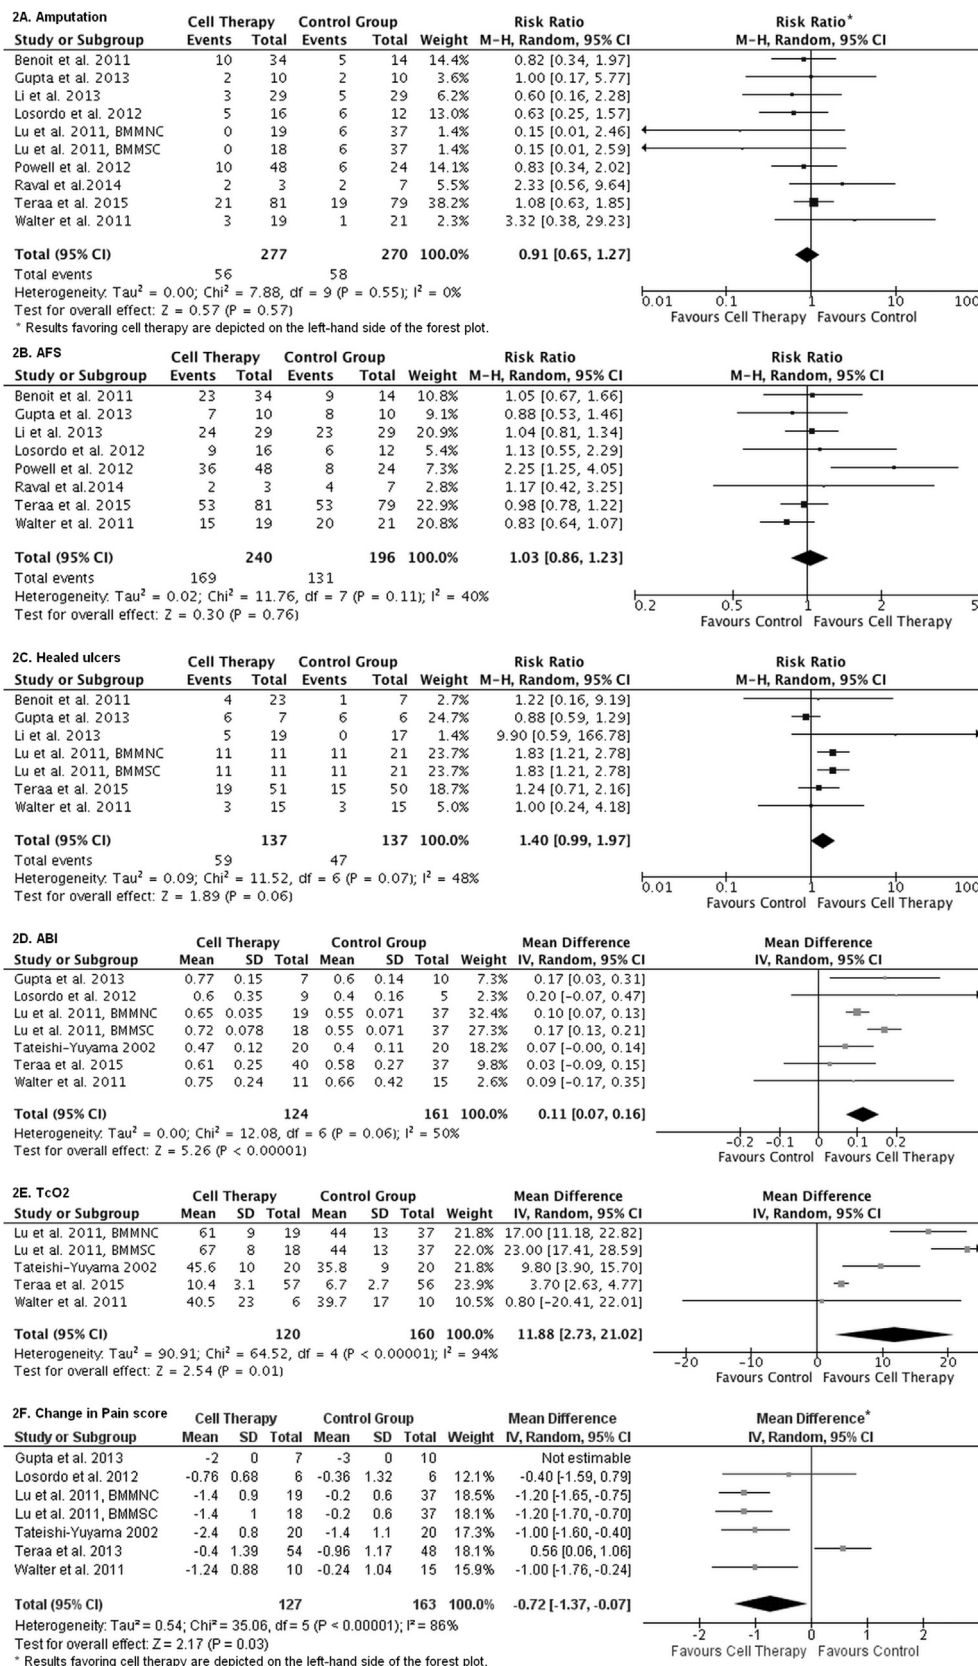 2A. Amputation Cell Therapy Control Group Risk Ratio Risk Ratio*
Study or Subgroup Events Total Events Total Weight M-H, Random, 95% CI M-H, Random, 95% CI
Benoit et al. 2011 10 34 5 14 14.4% 0.82 [0.34, 1.97]
Gupta et al. 2013 2 10 2 10 3.6% 1.00 [0.17, 5.77]
Li et al. 2013 3 29 5 29 6.2% 0.60 [0.16, 2.28]
Losordo et al. 2012 5 16 6 12 13.0% 0.63 [0.25, 1.57]
Lu et al. 2011, BMMNC 0 19 6 37 1.4% 0.15 [0.01, 2.46]
Lu et al. 2011, BMMSC 0 18 6 37 1.4% 0.15 [0.01, 2.59]
Powell et al. 2012 10 48 6 24 14.1% 0.83 [0.34, 2.02]
Raval et al.2014 2 3 2 7 5.5% 2.33 [0.56, 9.64]
Teraa et al. 2015 21 81 19 79 38.2% 1.08 [0.63, 1.85]
Walter et al. 2011 3 19 1 21 2.3% 3.32 [0.38, 29.23]
Total (95% CI) 277 270 100.0% 0.91 [0.65, 1.27]
Total events 56 58
Heterogeneity: Tau² = 0.00; Chi² = 7.88, df = 9 (P = 0.55); I² = 0%
Test for overall effect: Z = 0.57 (P = 0.57)
* Results favoring cell therapy are depicted on the left-hand side of the forest plot.
0.01 0.1 1 10 100
Favours Cell Therapy Favours Control
2B. AFS Cell Therapy Control Group Risk Ratio Risk Ratio
Study or Subgroup Events Total Events Total Weight M-H, Random, 95% CI M-H, Random, 95% CI
Benoit et al. 2011 23 34 9 14 10.8% 1.05 [0.67, 1.66]
Gupta et al. 2013 7 10 8 10 9.1% 0.88 [0.53, 1.46]
Li et al. 2013 24 29 23 29 20.9% 1.04 [0.81, 1.34]
Losordo et al. 2012 9 16 6 12 5.4% 1.13 [0.55, 2.29]
Powell et al. 2012 36 48 8 24 7.3% 2.25 [1.25, 4.05]
Raval et al.2014 2 3 4 7 2.8% 1.17 [0.42, 3.25]
Teraa et al. 2015 53 81 53 79 22.9% 0.98 [0.78, 1.22]
Walter et al. 2011 15 19 20 21 20.8% 0.83 [0.64, 1.07]
Total (95% CI) 240 196 100.0% 1.03 [0.86, 1.23]
Total events 169 131
Heterogeneity: Tau² = 0.02; Chi² = 11.76, df = 7 (P = 0.11); I² = 40%
Test for overall effect: Z = 0.30 (P = 0.76)
0.2 0.5 1 2 5
Favours Control Favours Cell Therapy
2C. Healed ulcers Cell Therapy Control Group Risk Ratio Risk Ratio
Study or Subgroup Events Total Events Total Weight M-H, Random, 95% CI M-H, Random, 95% CI
Benoit et al. 2011 4 23 1 7 2.7% 1.22 [0.16, 9.19]
Gupta et al. 2013 6 7 6 6 24.7% 0.88 [0.59, 1.29]
Li et al. 2013 5 19 0 17 1.4% 9.90 [0.59, 166.78]
Lu et al. 2011, BMMNC 11 11 11 21 23.7% 1.83 [1.21, 2.78]
Lu et al. 2011, BMMSC 11 11 11 21 23.7% 1.83 [1.21, 2.78]
Teraa et al. 2015 19 51 15 50 18.7% 1.24 [0.71, 2.16]
Walter et al. 2011 3 15 3 15 5.0% 1.00 [0.24, 4.18]
Total (95% CI) 137 137 100.0% 1.40 [0.99, 1.97]
Total events 59 47
Heterogeneity: Tau² = 0.09; Chi² = 11.52, df = 6 (P = 0.07); I² = 48%
Test for overall effect: Z = 1.89 (P = 0.06)
0.01 0.1 1 10 100
Favours Control Favours Cell Therapy
2D. ABI Cell Therapy Control Group Mean Difference Mean Difference
Study or Subgroup Mean SD Total Mean SD Total Weight IV, Random, 95% CI IV, Random, 95% CI
Gupta et al. 2013 0.77 0.15 7 0.6 0.14 10 7.3% 0.17 [0.03, 0.31]
Losordo et al. 2012 0.6 0.35 9 0.4 0.16 5 2.3% 0.20 [-0.07, 0.47]
Lu et al. 2011, BMMNC 0.65 0.035 19 0.55 0.071 37 32.4% 0.10 [0.07, 0.13]
Lu et al. 2011, BMMSC 0.72 0.078 18 0.55 0.071 37 27.3% 0.17 [0.13, 0.21]
Tateishi-Yuyama 2002 0.47 0.12 20 0.4 0.11 20 18.2% 0.07 [-0.00, 0.14]
Teraa et al. 2015 0.61 0.25 40 0.58 0.27 37 9.8% 0.03 [-0.09, 0.15]
Walter et al. 2011 0.75 0.24 11 0.66 0.42 15 2.6% 0.09 [-0.17, 0.35]
Total (95% CI) 124 161 100.0% 0.11 [0.07, 0.16]
Heterogeneity: Tau² = 0.00; Chi² = 12.08, df = 6 (P = 0.06); I² = 50%
Test for overall effect: Z = 5.26 (P < 0.00001)
-0.2 -0.1 0 0.1 0.2
Favours Control Favours Cell Therapy
2E. TcO2 Cell Therapy Control Group Mean Difference Mean Difference
Study or Subgroup Mean SD Total Mean SD Total Weight IV, Random, 95% CI IV, Random, 95% CI
Lu et al. 2011, BMMNC 61 9 19 44 13 37 21.8% 17.00 [11.18, 22.82]
Lu et al. 2011, BMMSC 67 8 18 44 13 37 22.0% 23.00 [17.41, 28.59]
Tateishi-Yuyama 2002 45.6 10 20 35.8 9 20 21.8% 9.80 [3.90, 15.70]
Teraa et al. 2015 10.4 3.1 57 6.7 2.7 56 23.9% 3.70 [2.63, 4.77]
Walter et al. 2011 40.5 23 6 39.7 17 10 10.5% 0.80 [-20.41, 22.01]
Total (95% CI) 120 160 100.0% 11.88 [2.73, 21.02]
Heterogeneity: Tau² = 90.91; Chi² = 64.52, df = 4 (P < 0.00001); I² = 94%
Test for overall effect: Z = 2.54 (P = 0.01)
-20 -10 0 10 20
Favours Control Favours Cell Therapy
2F. Change in Pain score Cell Therapy Control Group Mean Difference Mean Difference*
Study or Subgroup Mean SD Total Mean SD Total Weight IV, Random, 95% CI IV, Random, 95% CI
Gupta et al. 2013 -2 0 7 -3 0 10 Not estimable
Losordo et al. 2012 -0.76 0.68 6 -0.36 1.32 6 12.1% -0.40 [-1.59, 0.79]
Lu et al. 2011, BMMNC -1.4 0.9 19 -0.2 0.6 37 18.5% -1.20 [-1.65, -0.75]
Lu et al. 2011, BMMSC -1.4 1 18 -0.2 0.6 37 18.1% -1.20 [-1.70, -0.70]
Tateishi-Yuyama 2002 -2.4 0.8 20 -1.4 1.1 20 17.3% -1.00 [-1.60, -0.40]
Teraa et al. 2013 -0.4 1.39 54 -0.96 1.17 48 18.1% 0.56 [0.06, 1.06]
Walter et al. 2011 -1.24 0.88 10 -0.24 1.04 15 15.9% -1.00 [-1.76, -0.24]
Total (95% CI) 127 163 100.0% -0.72 [-1.37, -0.07]
Heterogeneity: Tau² = 0.54; Chi² = 35.06, df = 5 (P < 0.00001); I² = 86%
Test for overall effect: Z = 2.17 (P = 0.03)
* Results favoring cell therapy are depicted on the left-hand side of the forest plot.
-2 -1 0 1 2
Favours Cell Therapy Favours Control